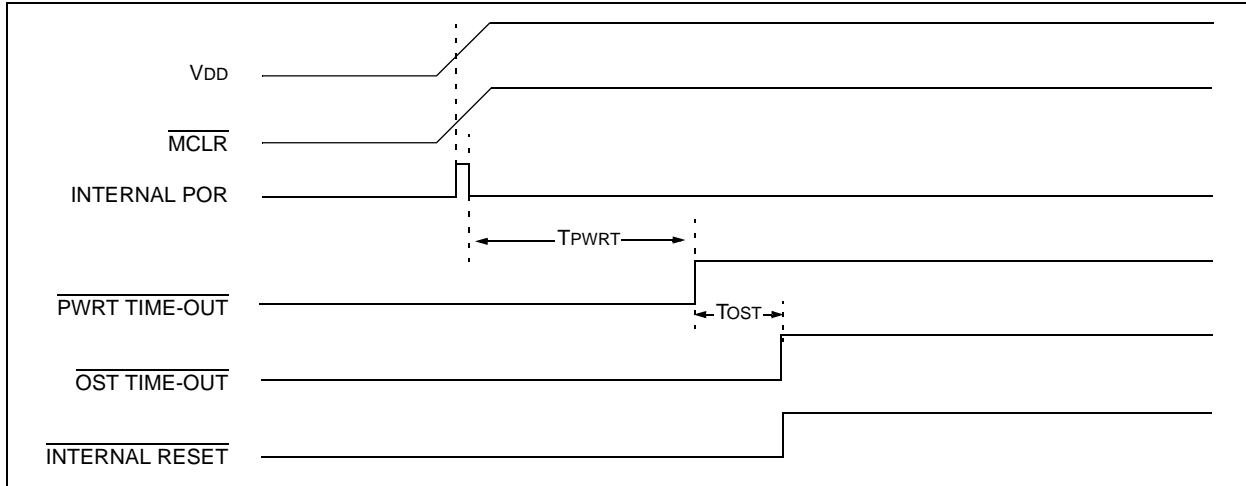 VDD
MCLR
INTERNAL POR
TPWRT
PWRT TIME-OUT
TOST
OST TIME-OUT
INTERNAL RESET